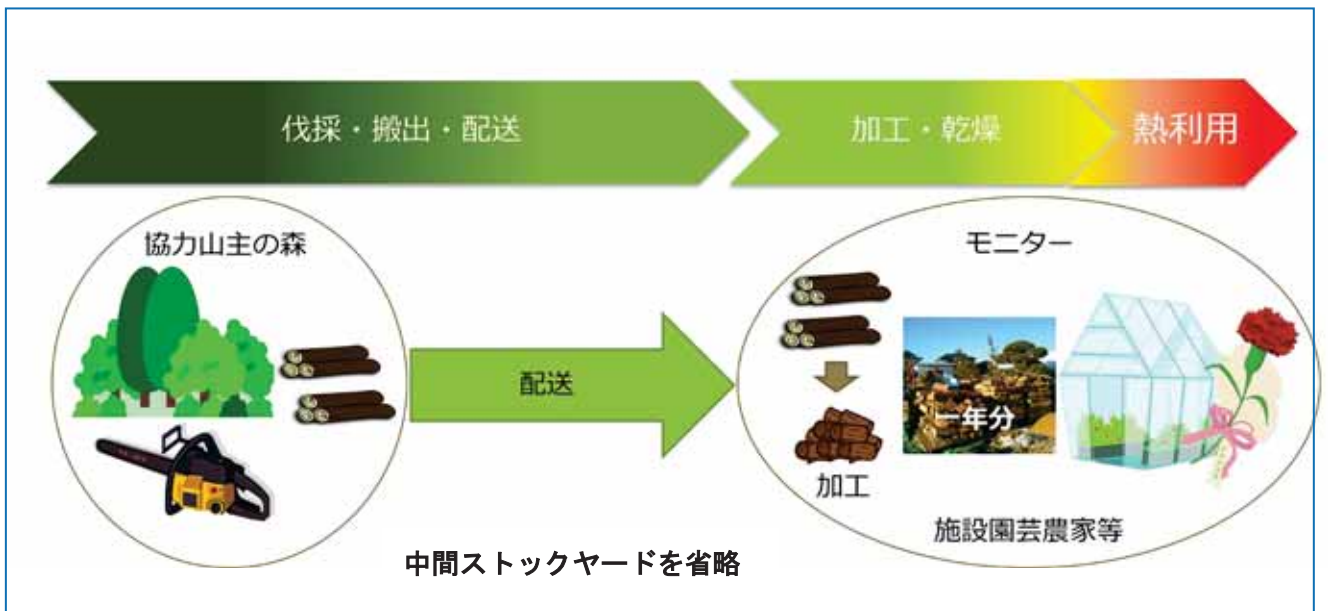 伐採・搬出・配送
加工・乾燥
熱利用
協力山主の森
配送
モニター
一年分
加工
施設園芸農家等
中間ストックヤードを省略